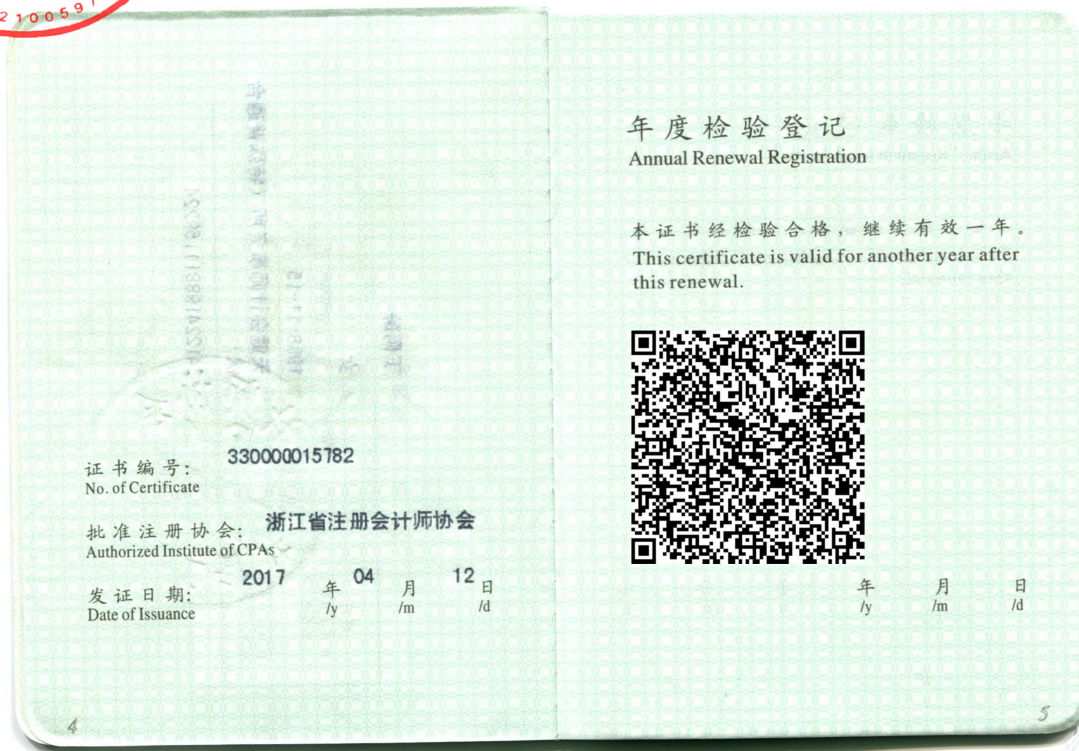 2100597
证书编号:
330000015782
No. of Certificate
批准注册协会:
浙江省注册会计师协会
Authorized Institute of CPAs
发证日期:
2017 年 04 月 12 日
Date of Issuance /y /m /d
4
年度检验登记
Annual Renewal Registration
本证书经检验合格，继续有效一年。
This certificate is valid for another year after
this renewal.
年 月 日
/y /m /d
5